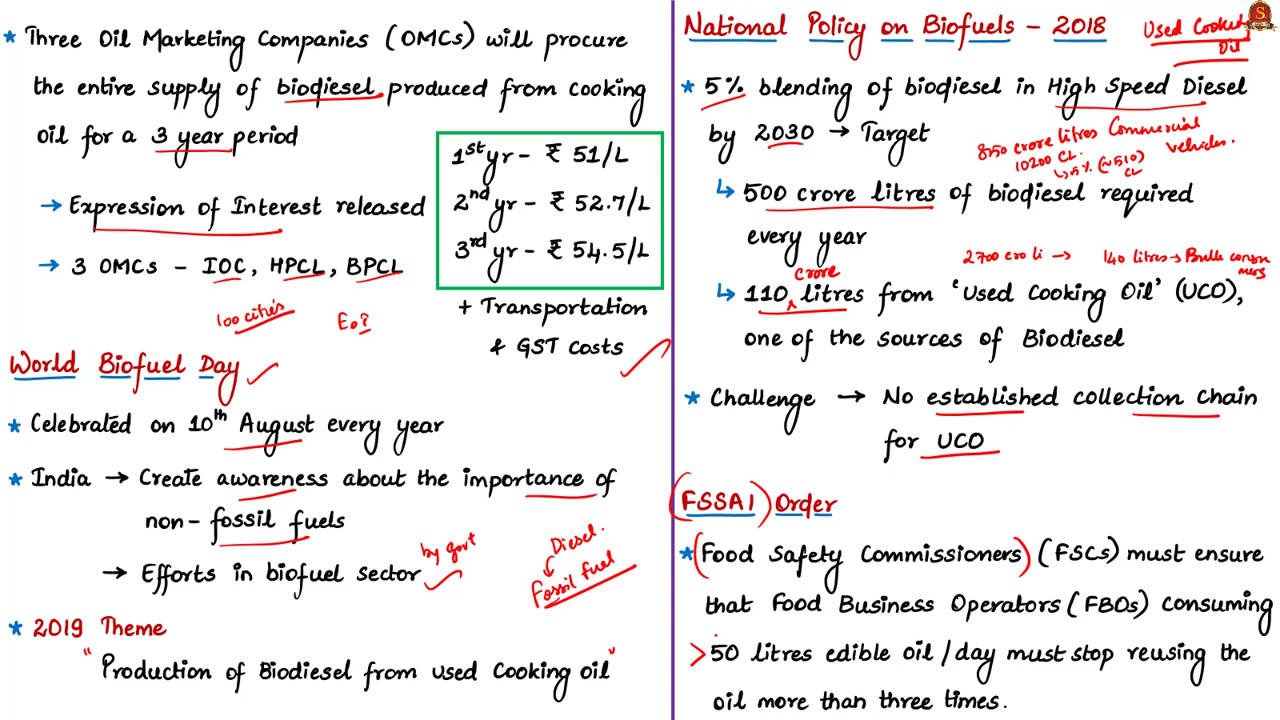 * Three Oil Marketing Companies (OMCs) will procure
the entire supply of biodiesel produced from cooking
oil for a 3 year period
→ Expression of Interest released
→ 3 OMCs - IOC, HPCL, BPCL
100 cities
EoI
1st yr - ₹ 51/L
2nd yr - ₹ 52.7/L
3rd yr - ₹ 54.5/L
+ Transportation
& GST Costs
World Biofuel Day
* Celebrated on 10th August every year
* India → Create awareness about the importance of
non-fossil fuels
→ Efforts in biofuel sector
by govt
Diesel.
Fossil fuel
* 2019 Theme
"Production of Biodiesel from used Cooking oil"
National Policy on Biofuels - 2018
Used Cooking
Oil
* 5% blending of biodiesel in High Speed Diesel
by 2030 → Target
8250 crore litres Commercial
vehicles.
10200 CL.
↳ 5% (~510)
CL
↳ 500 crore litres of biodiesel required
every year
2700 cro li → 140 litres → Bulk consu
mers
crore
↳ 110 ^ litres from 'Used Cooking Oil' (UCO),
one of the sources of Biodiesel
* Challenge → No established collection chain
for UCO
(FSSAI) Order
* (Food Safety Commissioners) (FSCs) must ensure
that Food Business Operators (FBOs) consuming
>50 litres edible oil/day must stop reusing the
oil more than three times.